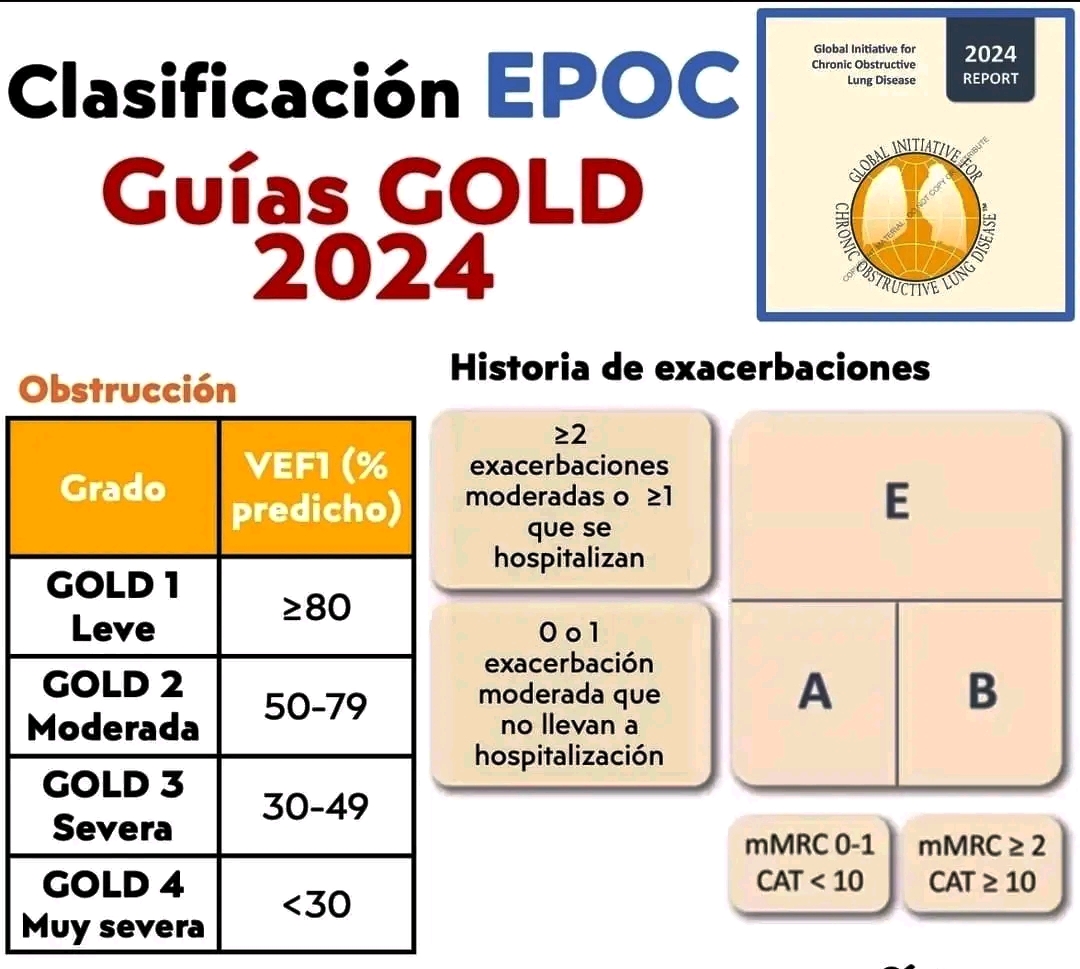 Clasificación EPOC
Guías GOLD
2024
Global Initiative for
Chronic Obstructive
Lung Disease
2024
REPORT
GLOBAL INITIATIVE FOR
CHRONIC OBSTRUCTIVE LUNG DISEASE™
Obstrucción
Grado
VEF1 (%
predicho)
GOLD 1
Leve
≥80
GOLD 2
Moderada
50-79
GOLD 3
Severa
30-49
GOLD 4
Muy severa
<30
Historia de exacerbaciones
≥2
exacerbaciones
moderadas o ≥1
que se
hospitalizan
E
0 o 1
exacerbación
moderada que
no llevan a
hospitalización
A
B
mMRC 0-1
CAT < 10
mMRC ≥ 2
CAT ≥ 10